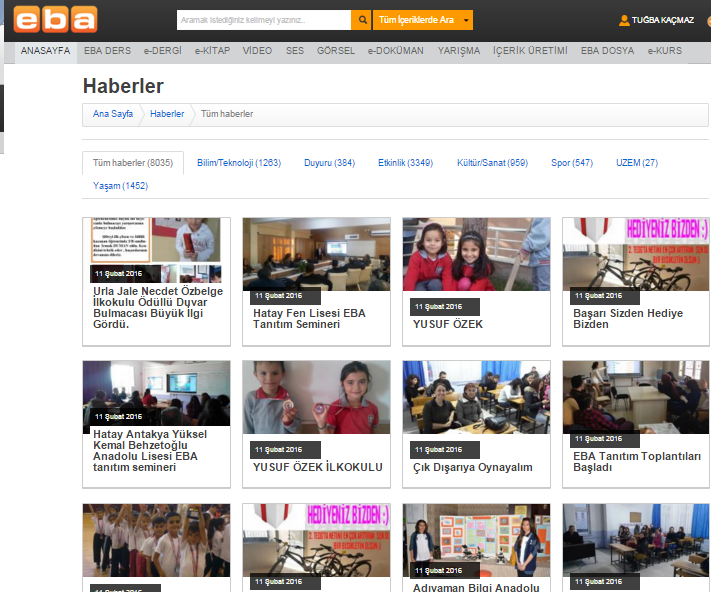 eba
Aramak istediğiniz kelimeyi yazınız..
Tüm İçeriklerde Ara
TUĞBA KAÇMAZ
ANASAYFA EBA DERS e-DERGİ e-KİTAP VİDEO SES GÖRSEL e-DOKÜMAN YARIŞMA İÇERİK ÜRETİMİ EBA DOSYA e-KURS
Haberler
Ana Sayfa Haberler Tüm haberler
Tüm haberler (8035) Bilim/Teknoloji (1263) Duyuru (384) Etkinlik (3349) Kültür/Sanat (959) Spor (547) UZEM (27)
Yaşam (1452)
11 Şubat 2016
Urla Jale Necdet Özbelge
İlkokulu Ödüllü Duvar
Bulmacası Büyük İlgi
Gördü.
11 Şubat 2016
Hatay Fen Lisesi EBA
Tanıtım Semineri
11 Şubat 2016
YUSUF ÖZEK
HEDİYENİZ BİZDEN :)
11 Şubat 2016
Başarı Sizden Hediye
Bizden
11 Şubat 2016
Hatay Antakya Yüksel
Kemal Behzetoğlu
Anadolu Lisesi EBA
tanıtım semineri
11 Şubat 2016
YUSUF ÖZEK İLKOKULU
11 Şubat 2016
Çık Dışarıya Oynayalım
11 Şubat 2016
EBA Tanıtım Toplantıları
Başladı
11 Şubat 2016
HEDİYENİZ BİZDEN :)
11 Şubat 2016
11 Şubat 2016
Adıyaman Bilgi Anadolu
11 Şubat 2016